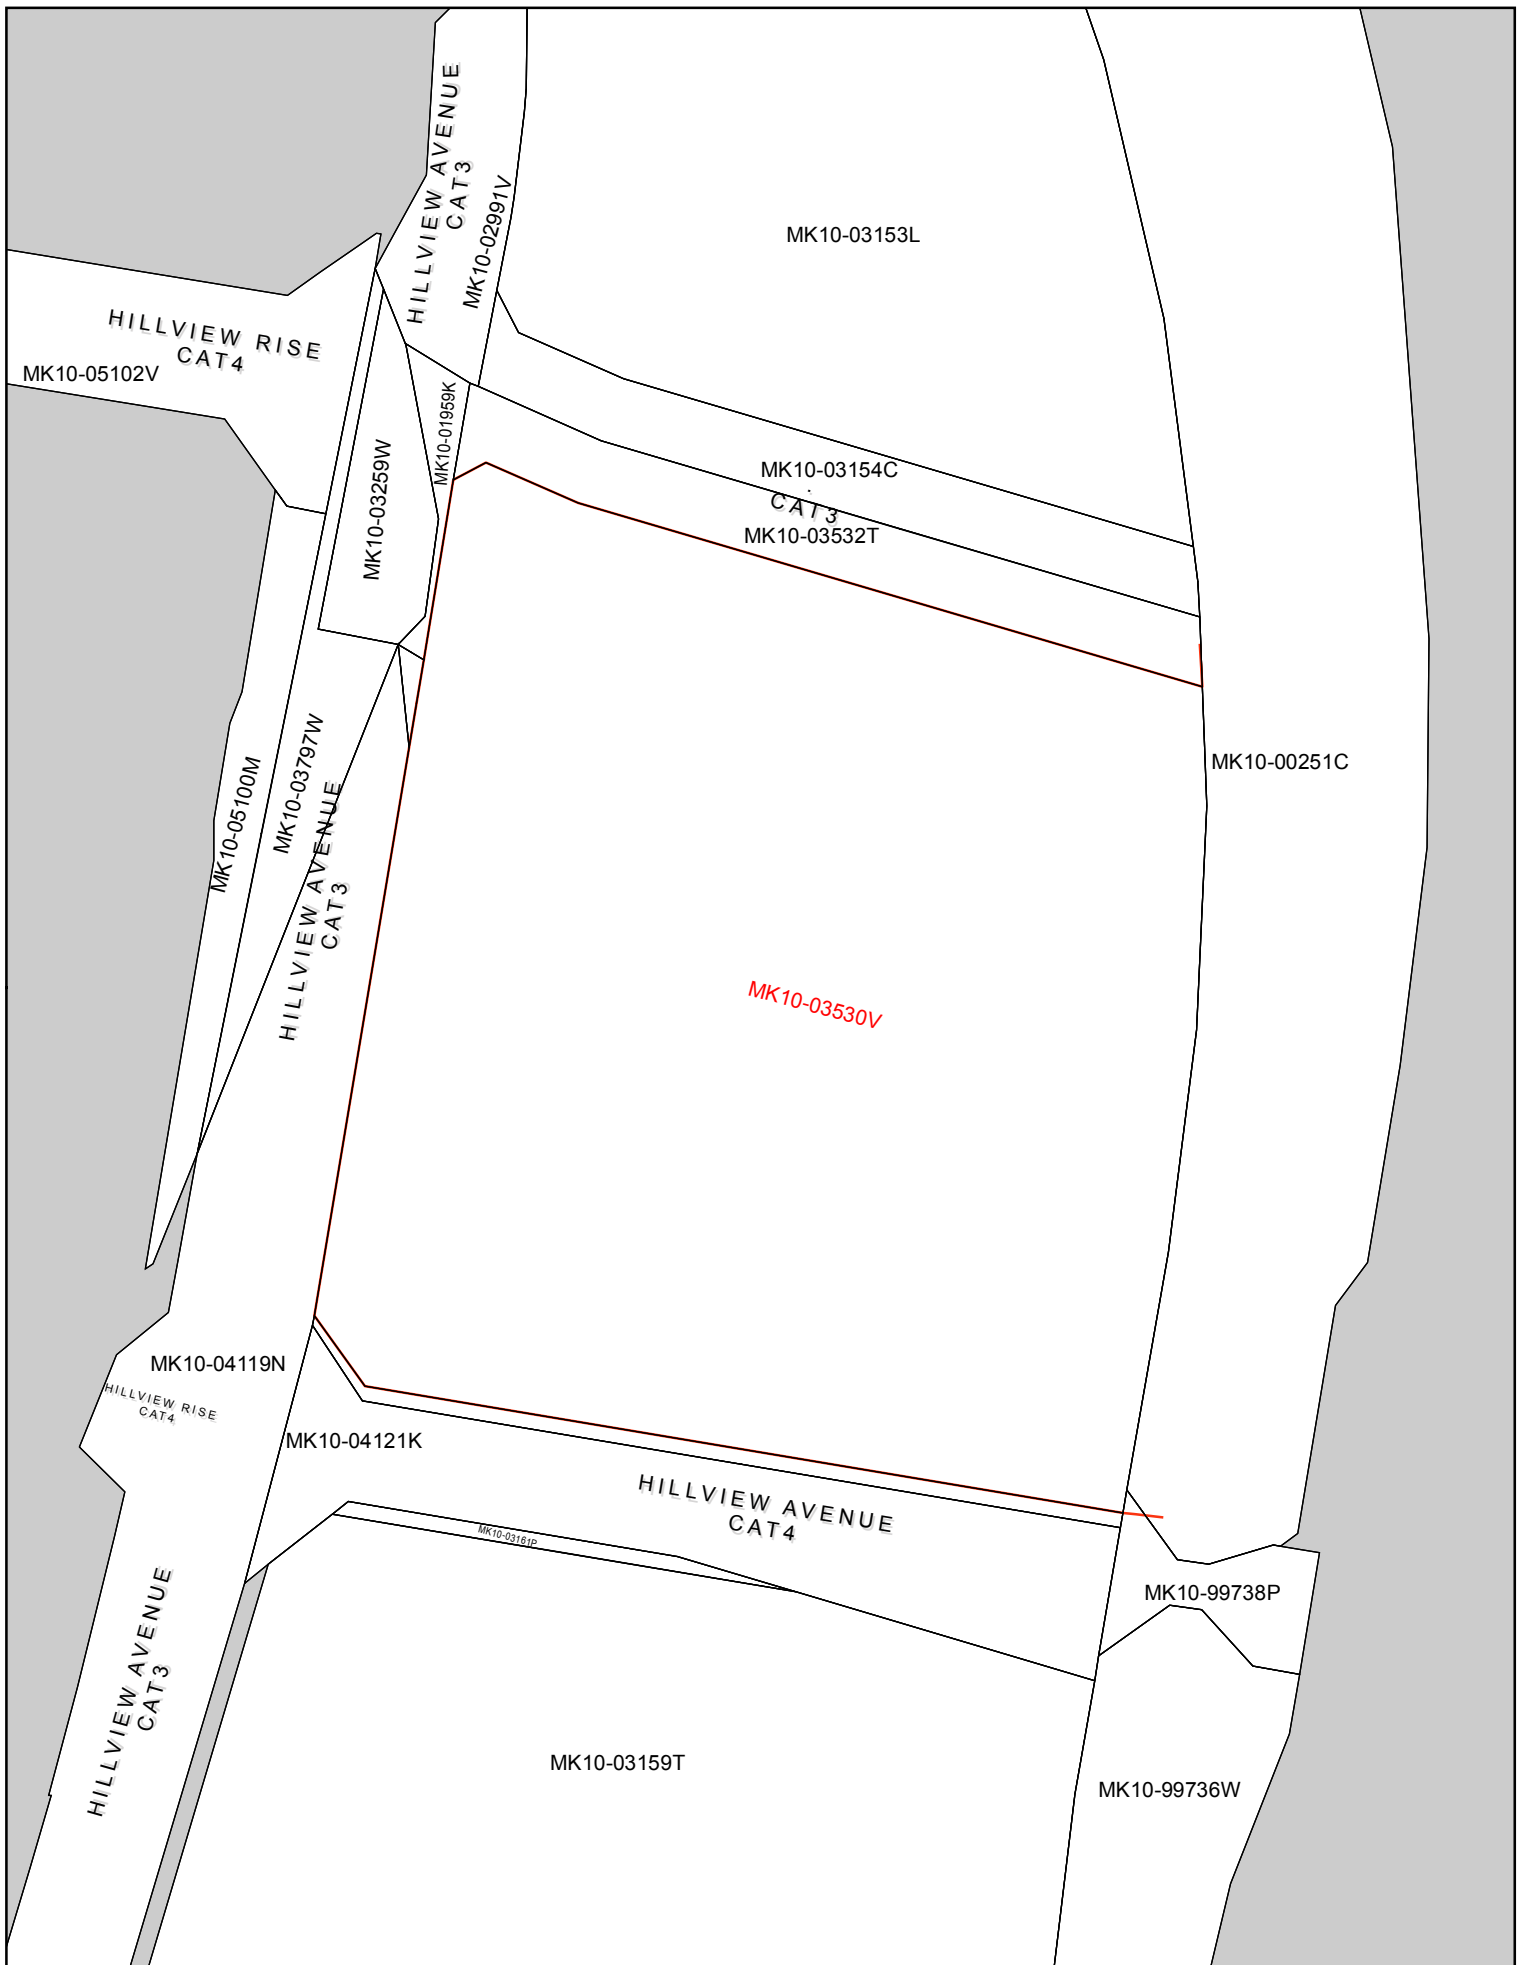 HILLVIEW AVENUE
CAT3
MK10-02991V
MK10-03153L
HILLVIEW RISE
CAT4
MK10-05102V
MK10-01959K
MK10-03259W
MK10-03154C
CAT3
MK10-03532T
MK10-00251C
MK10-05100M
MK10-03797W
HILLVIEW AVENUE
CAT3
MK10-03530V
MK10-04119N
HILLVIEW RISE
CAT4
MK10-04121K
HILLVIEW AVENUE
CAT4
MK10-03161P
MK10-99738P
HILLVIEW AVENUE
CAT3
MK10-03159T
MK10-99736W